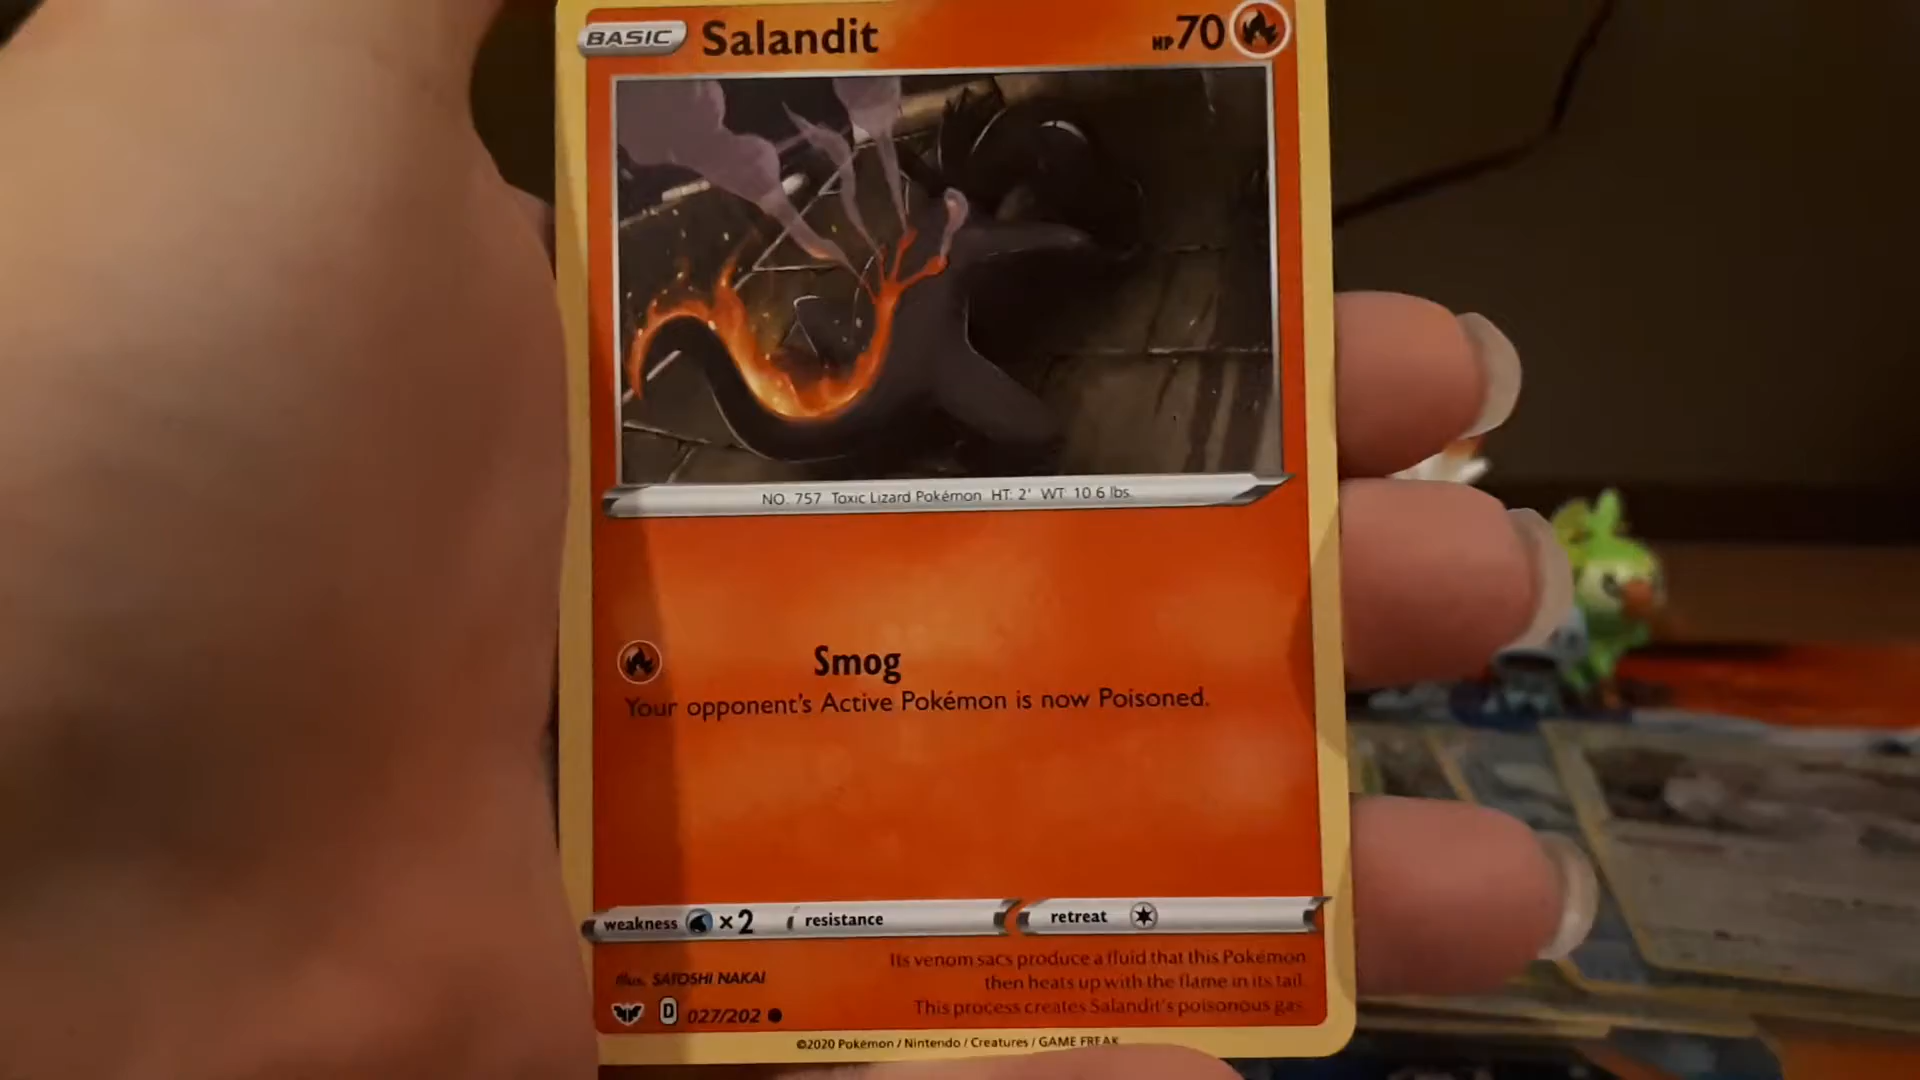 BASIC Salandit HP 70
NO. 757 Toxic Lizard Pokémon HT: 2' WT: 10.6 lbs.
Smog
Your opponent's Active Pokémon is now Poisoned.
weakness ×2 resistance retreat
Illus. SATOSHI NAKAI
Its venom sacs produce a fluid that this Pokémon
then heats up with the flame in its tail.
This process creates Salandit's poisonous gas.
D 027/202
©2020 Pokémon / Nintendo / Creatures / GAME FREAK